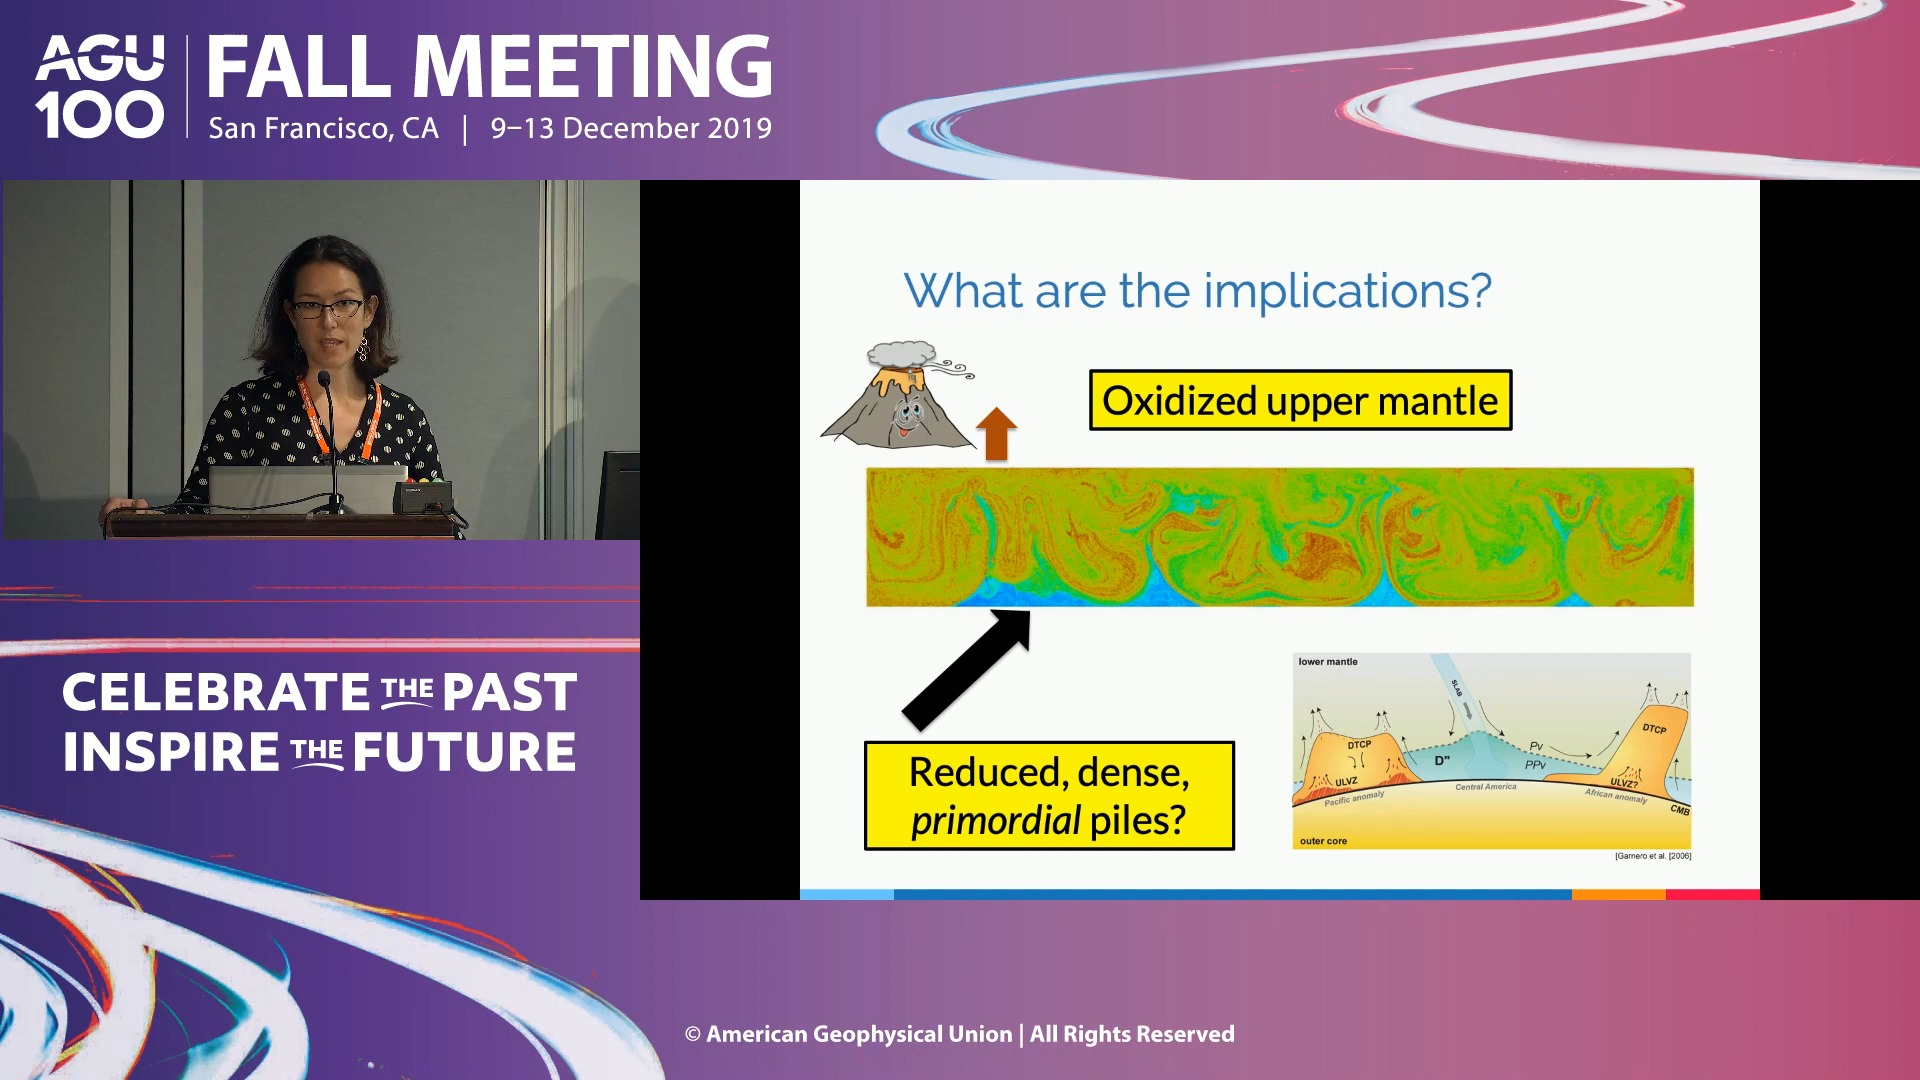 AGU
100
FALL MEETING
San Francisco, CA | 9–13 December 2019
What are the implications?
Oxidized upper mantle
Reduced, dense,
primordial piles?
lower mantle
SLAB
DTCP
DTCP
Pv
PPv
D"
ULVZ
ULVZ?
Pacific anomaly
Central America
African anomaly
CMB
outer core
[Garnero et al. [2006]
CELEBRATE THE PAST
INSPIRE THE FUTURE
© American Geophysical Union | All Rights Reserved